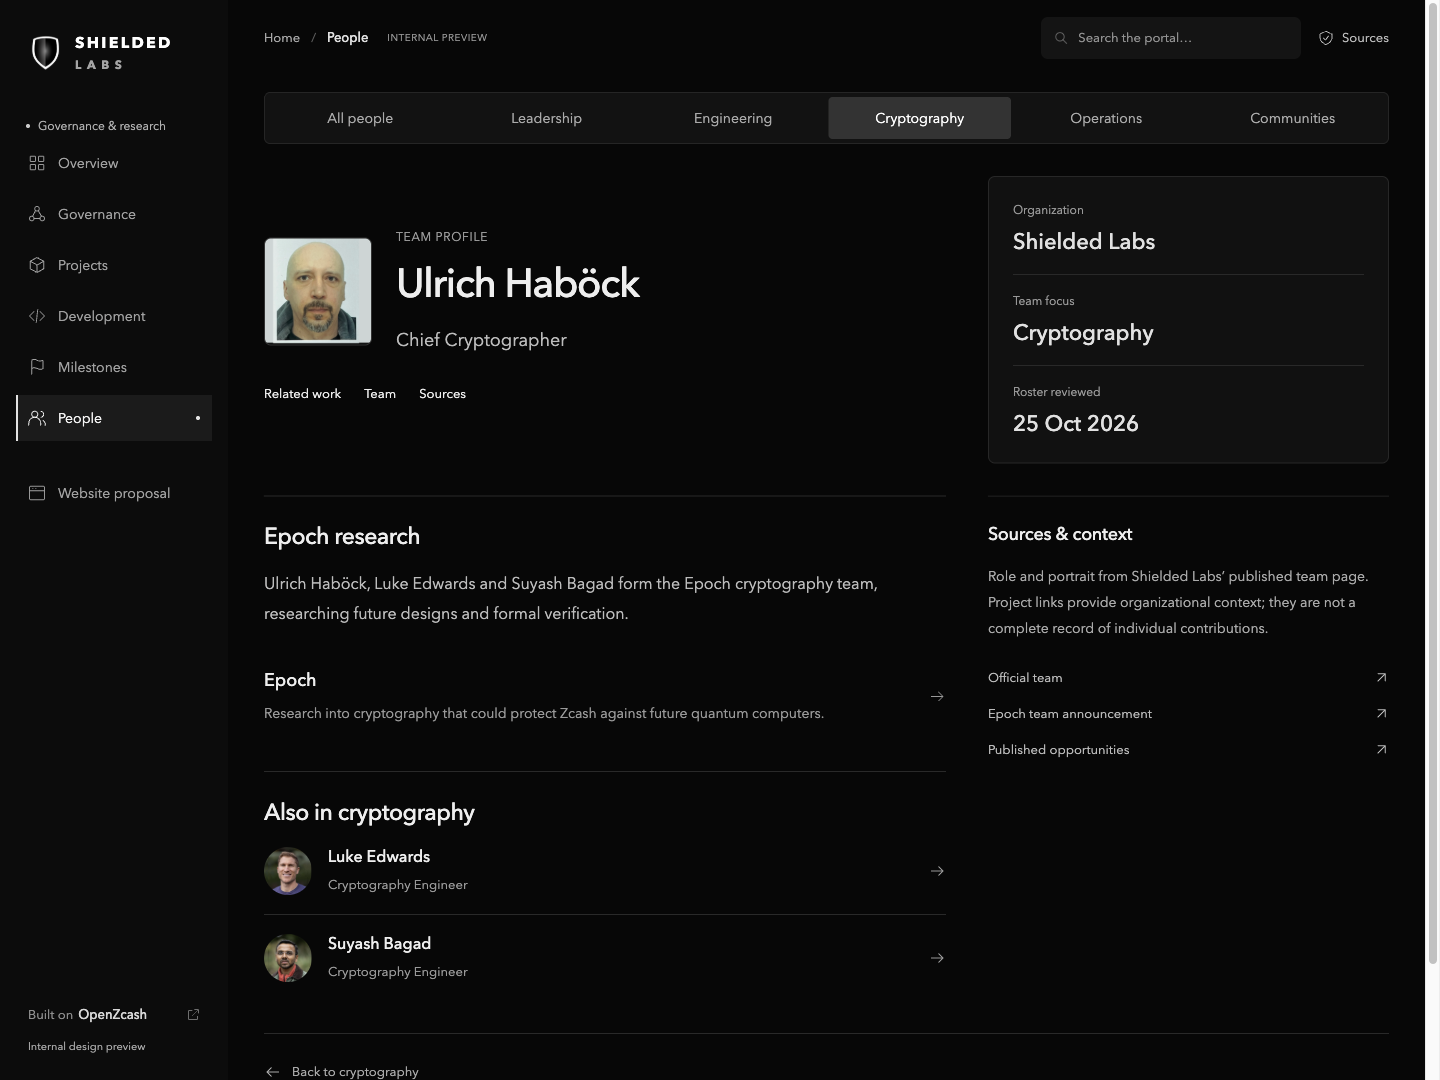 SHIELDED
LABS
Governance & research
Overview
Governance
Projects
Development
Milestones
People
Website proposal
Built on OpenZcash
Internal design preview
Home / People INTERNAL PREVIEW
Search the portal…
Sources
All people
Leadership
Engineering
Cryptography
Operations
Communities
TEAM PROFILE
Ulrich Haböck
Chief Cryptographer
Related work
Team
Sources
Organization
Shielded Labs
Team focus
Cryptography
Roster reviewed
25 Oct 2026
Epoch research
Ulrich Haböck, Luke Edwards and Suyash Bagad form the Epoch cryptography team,
researching future designs and formal verification.
Epoch
Research into cryptography that could protect Zcash against future quantum computers.
Also in cryptography
Luke Edwards
Cryptography Engineer
Suyash Bagad
Cryptography Engineer
Sources & context
Role and portrait from Shielded Labs’ published team page.
Project links provide organizational context; they are not a
complete record of individual contributions.
Official team
Epoch team announcement
Published opportunities
Back to cryptography